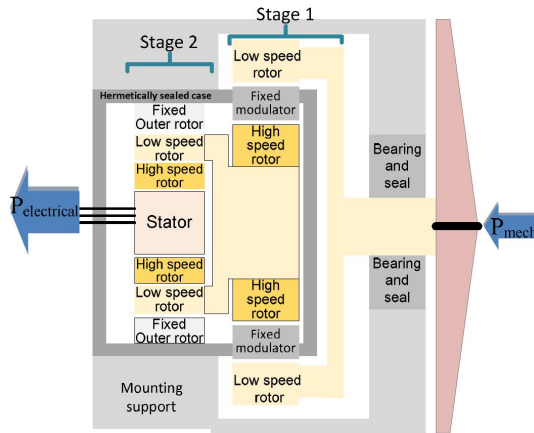 Stage 1
Stage 2
Low speed
rotor
Hermetically sealed case
Fixed
modulator
Fixed
Outer rotor
High
speed
rotor
Low speed
rotor
High speed
rotor
Bearing
and
seal
Stator
P electrical
P mech
High speed
rotor
Low speed
rotor
High
speed
rotor
Bearing
and
seal
Fixed
Outer rotor
Fixed
modulator
Low speed
rotor
Mounting
support